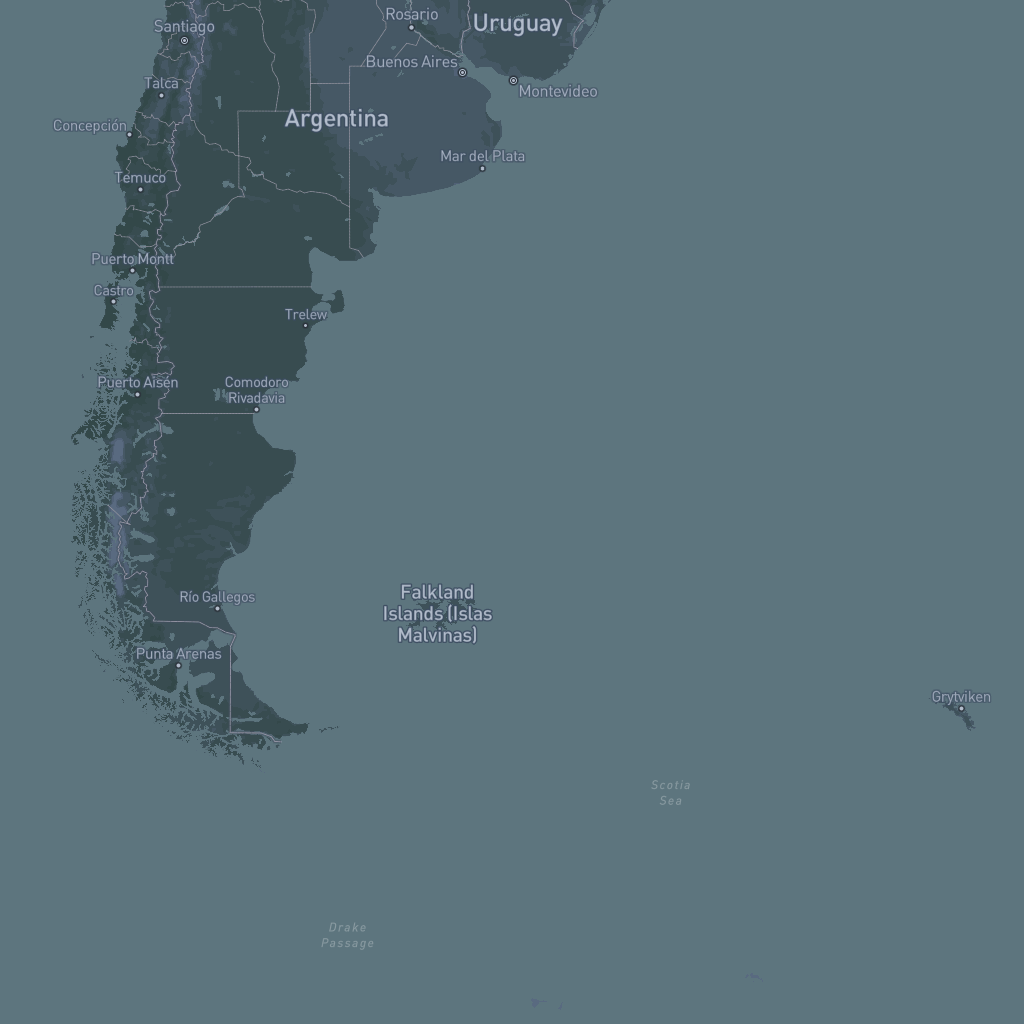 Rosario
Uruguay
Santiago
Buenos Aires
Talca
Montevideo
Argentina
Concepción
Mar del Plata
Temuco
Puerto Montt
Castro
Trelew
Puerto Aisén
Comodoro
Rivadavia
Falkland
Islands (Islas
Malvinas)
Río Gallegos
Punta Arenas
Grytviken
Scotia
Sea
Drake
Passage